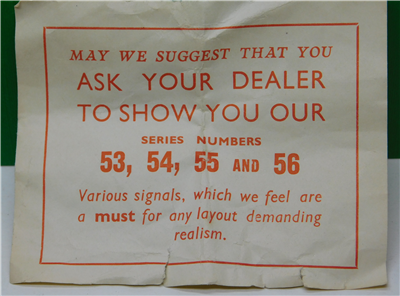 MAY WE SUGGEST THAT YOU
ASK YOUR DEALER
TO SHOW YOU OUR
SERIES NUMBERS
53, 54, 55 AND 56
Various signals, which we feel are
a must for any layout demanding
realism.